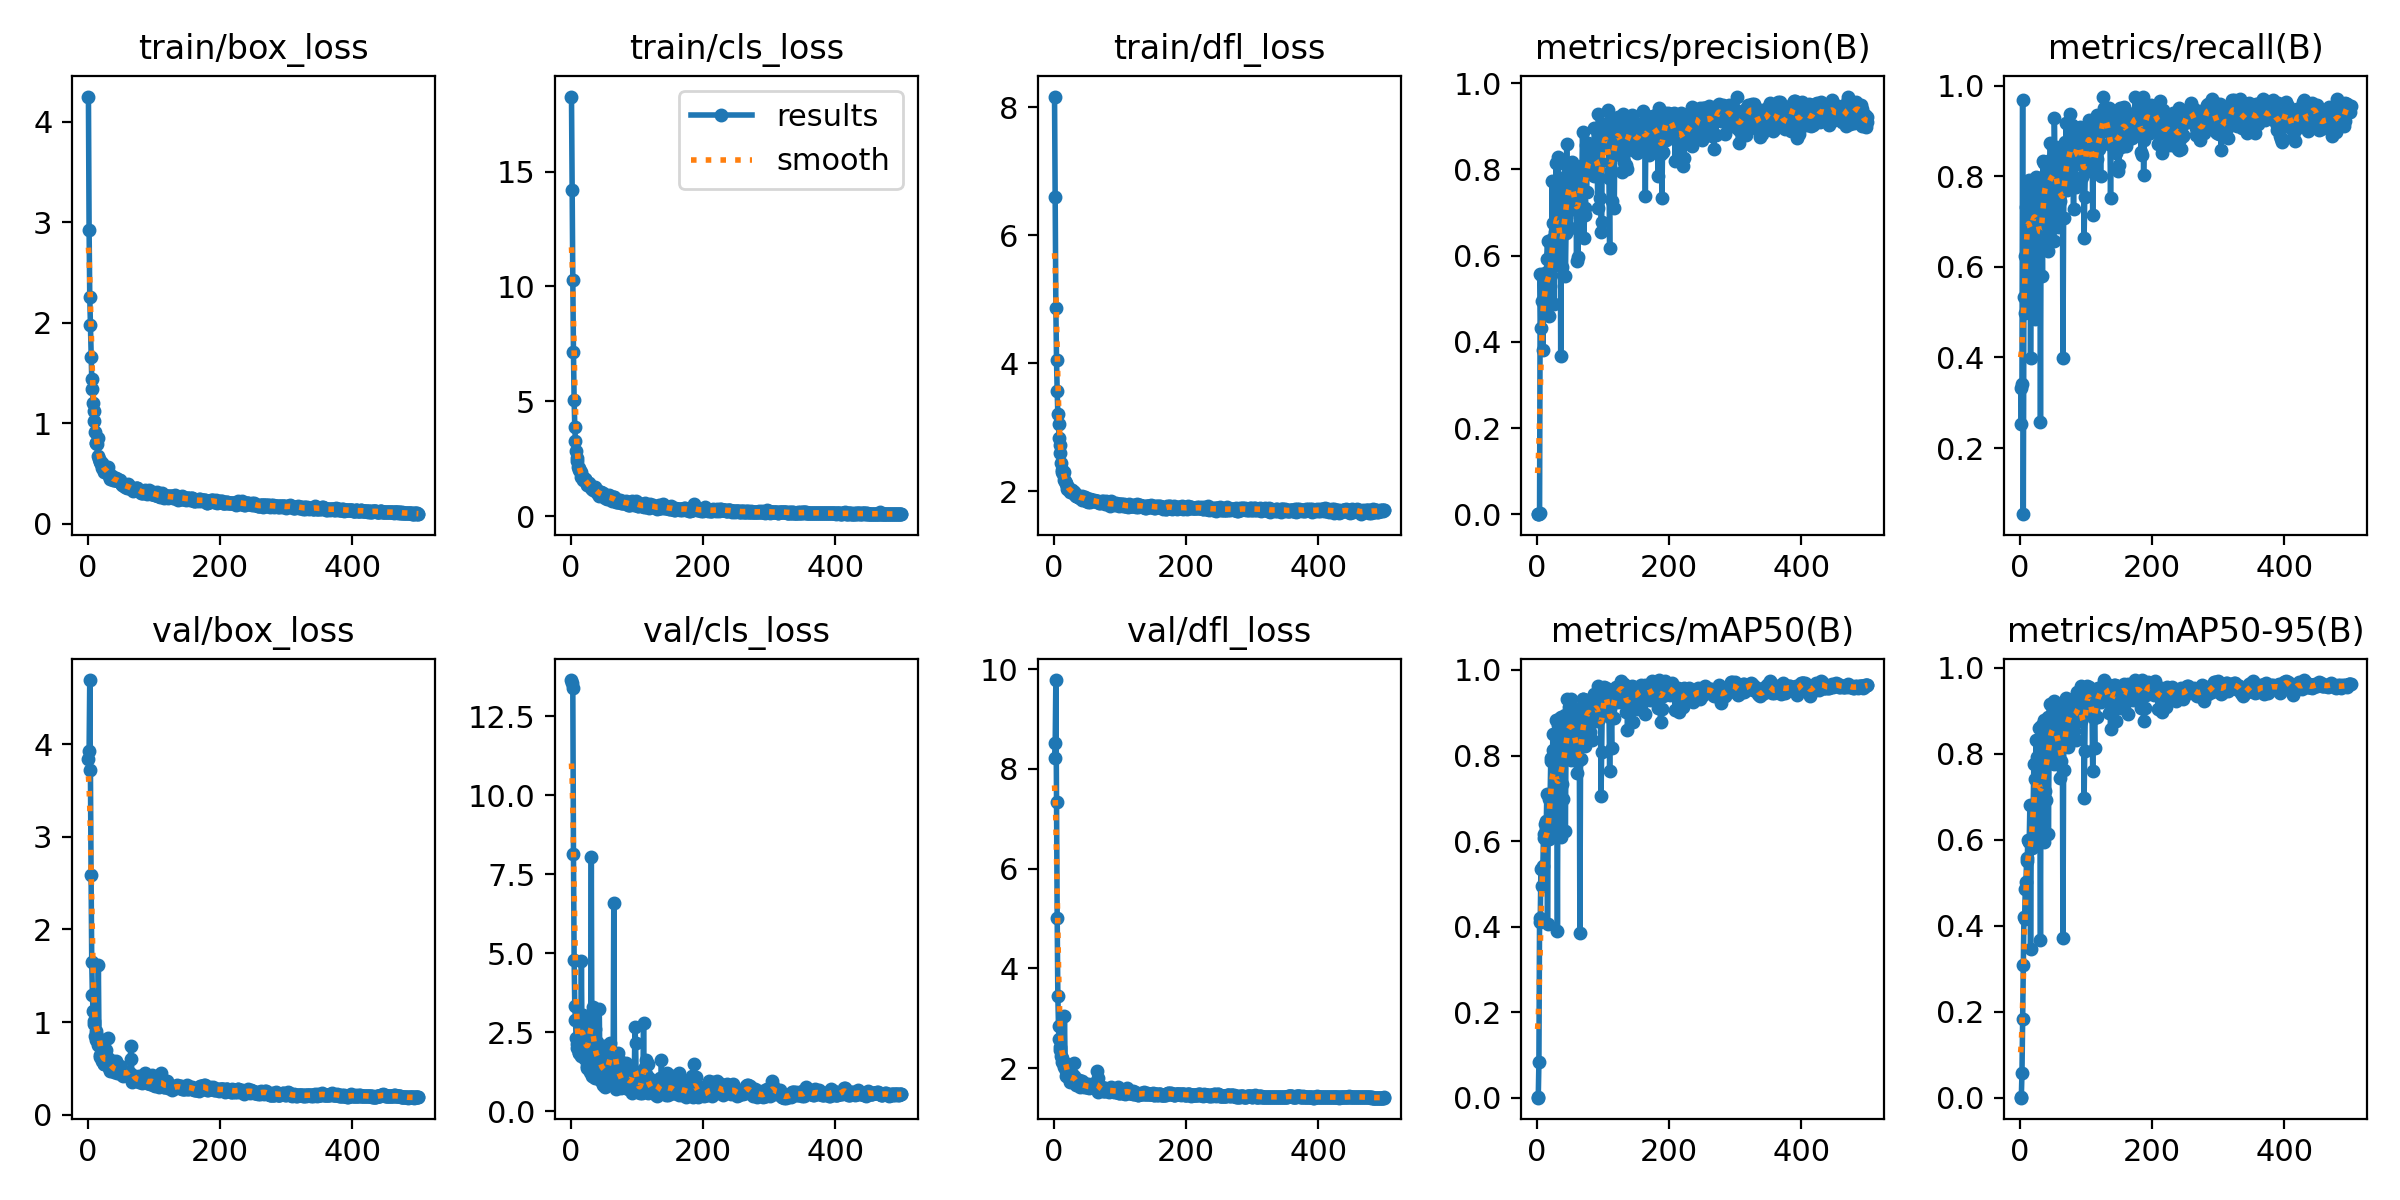 train/box_loss
4
3
2
1
0
0 200 400
train/cls_loss
results
smooth
15
10
5
0
0 200 400
train/dfl_loss
8
6
4
2
0 200 400
metrics/precision(B)
1.0
0.8
0.6
0.4
0.2
0.0
0 200 400
metrics/recall(B)
1.0
0.8
0.6
0.4
0.2
0 200 400
val/box_loss
4
3
2
1
0
0 200 400
val/cls_loss
12.5
10.0
7.5
5.0
2.5
0.0
0 200 400
val/dfl_loss
10
8
6
4
2
0 200 400
metrics/mAP50(B)
1.0
0.8
0.6
0.4
0.2
0.0
0 200 400
metrics/mAP50-95(B)
1.0
0.8
0.6
0.4
0.2
0.0
0 200 400